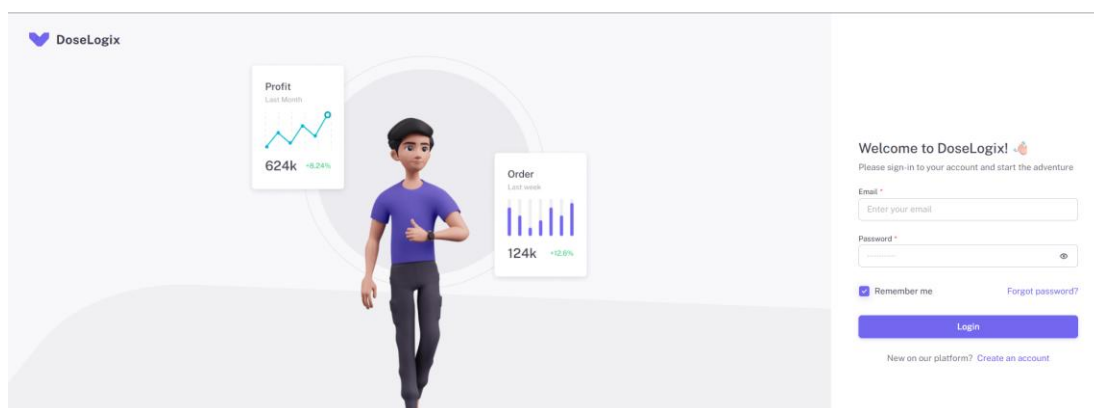 DoseLogix
Profit
Last Month
624k +8.24%
Order
Last week
124k +12.6%
Welcome to DoseLogix! 👋🏻
Please sign-in to your account and start the adventure
Email *
Enter your email
Password *
Remember me
Forgot password?
Login
New on our platform? Create an account